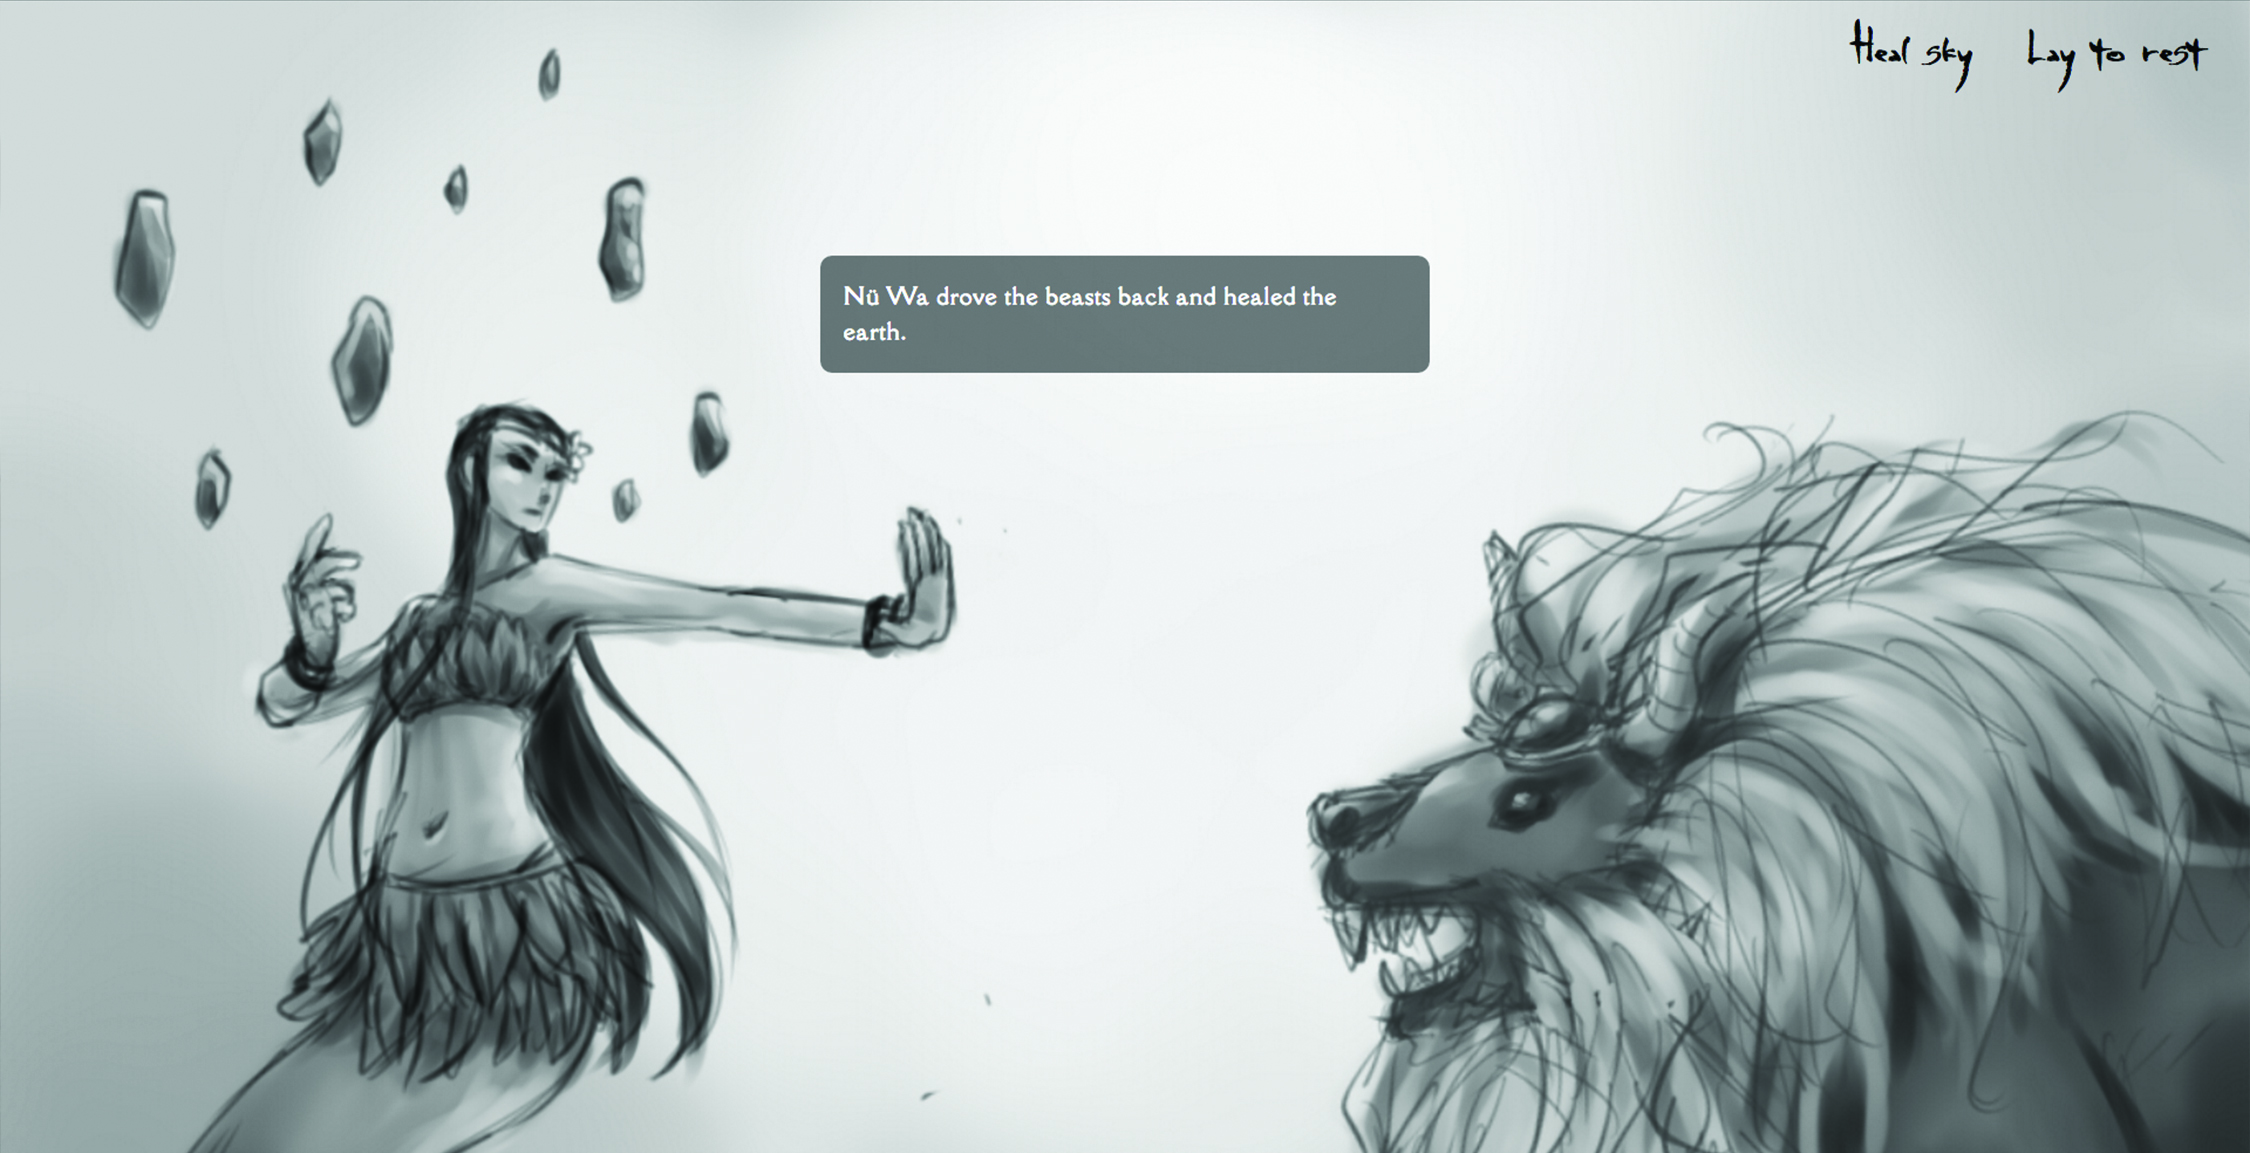 Heal sky Lay to rest
Nü Wa drove the beasts back and healed the
earth.